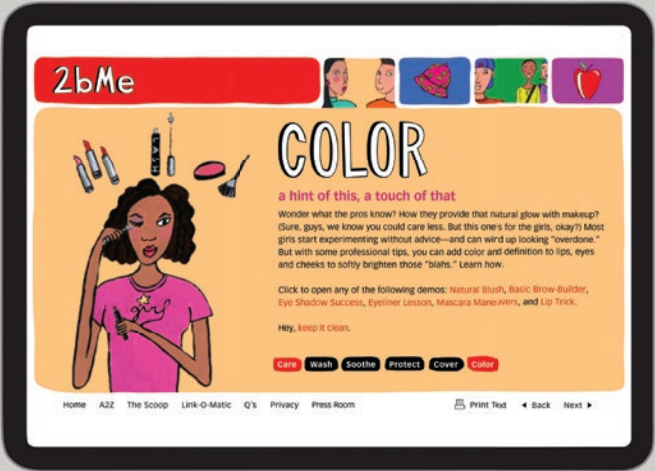 2bMe
LASH
COLOR
a hint of this, a touch of that
Wonder what the pros know? How they provide that natural glow with makeup?
(Sure, guys, we know you could care less. But this one's for the girls, okay?) Most
girls start experimenting without advice—and can wind up looking "overdone."
But with some professional tips, you can add color and definition to lips, eyes
and cheeks to softly brighten those "blahs." Learn how.
Click to open any of the following demos: Natural Blush, Basic Brow-Builder,
Eye Shadow Success, Eyeliner Lesson, Mascara Maneuvers, and Lip Trick.
Hey, keep it clean.
girl
Care Wash Soothe Protect Cover Color
Home A2Z The Scoop Link-O-Matic Q's Privacy Press Room Print Text Back Next